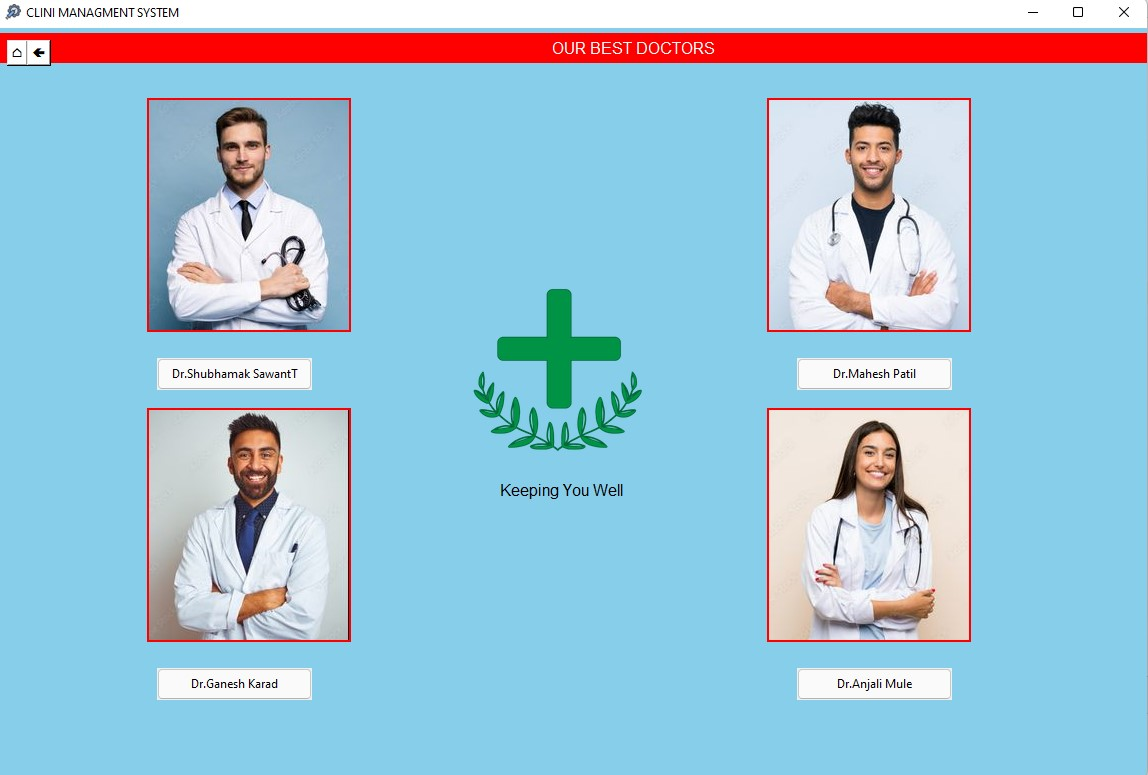 CLINI MANAGMENT SYSTEM
OUR BEST DOCTORS
Dr.Shubhamak SawantT
Dr.Mahesh Patil
Keeping You Well
Dr.Ganesh Karad
Dr.Anjali Mule